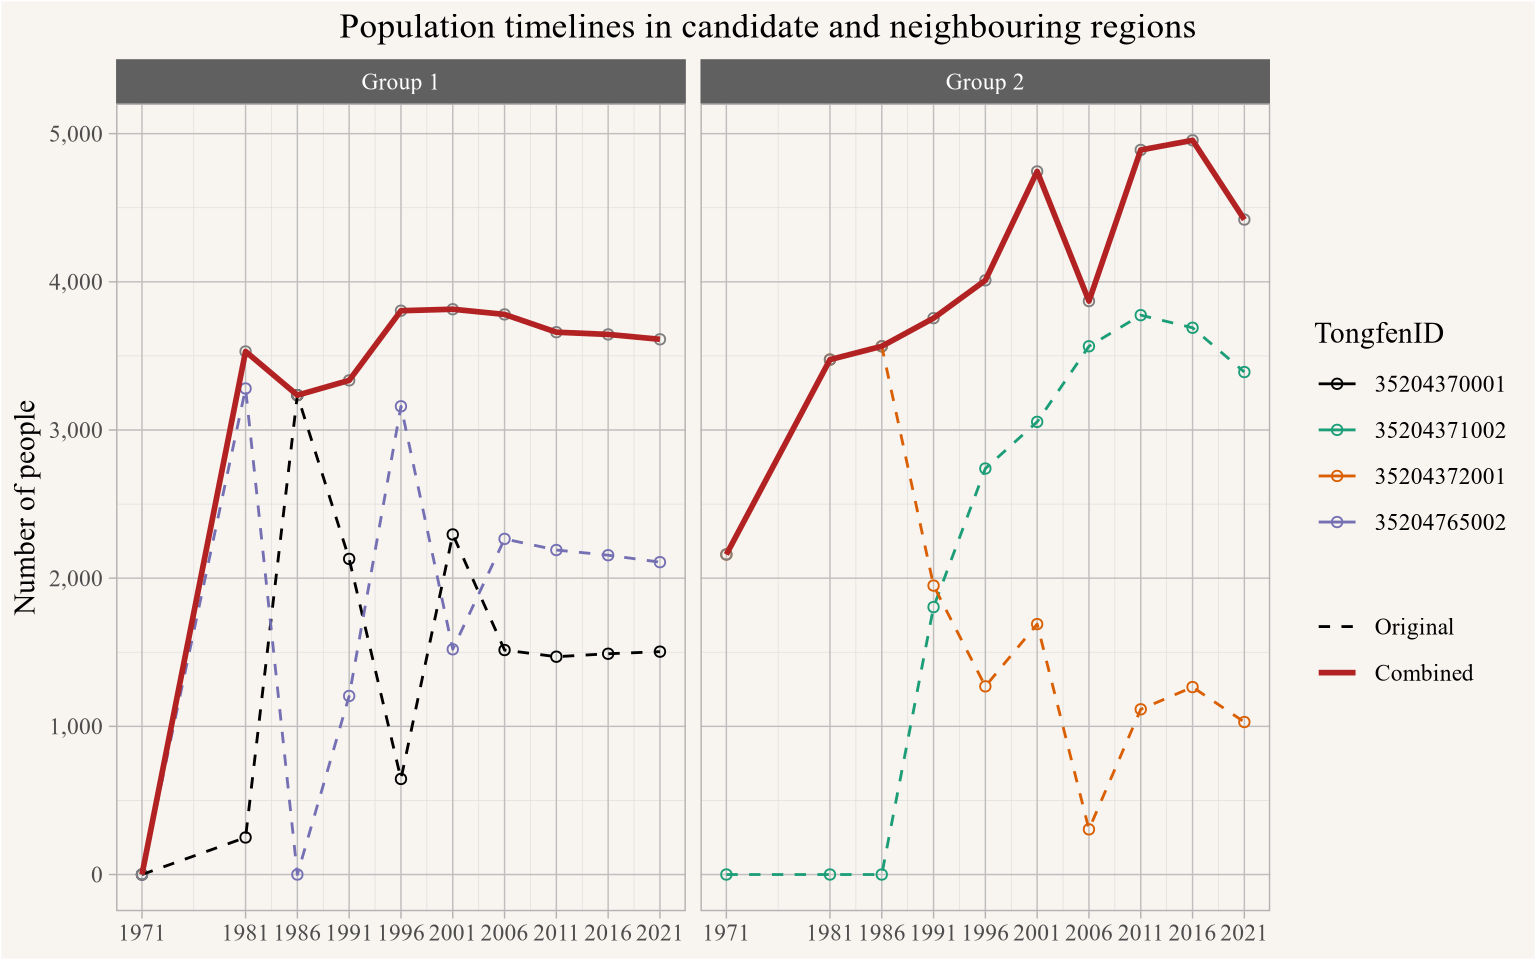 Population timelines in candidate and neighbouring regions
Group 1
Group 2
Number of people
5,000
4,000
3,000
2,000
1,000
0
1971 1981 1986 1991 1996 2001 2006 2011 2016 2021
1971 1981 1986 1991 1996 2001 2006 2011 2016 2021
TongfenID
35204370001
35204371002
35204372001
35204765002
Original
Combined